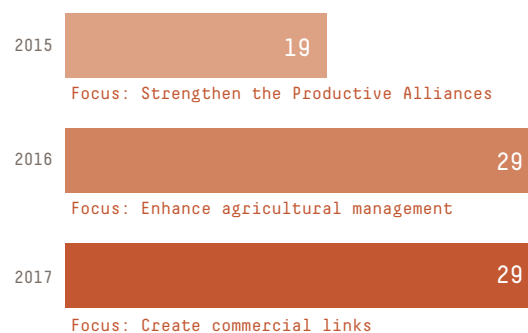 2015
19
Focus: Strengthen the Productive Alliances
2016
29
Focus: Enhance agricultural management
2017
29
Focus: Create commercial links